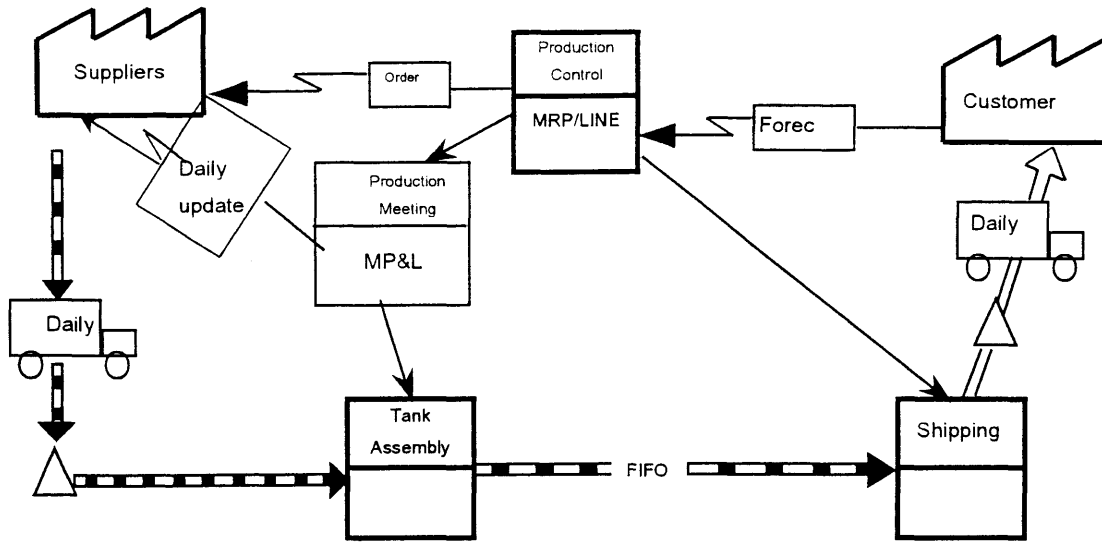 Suppliers
Order
Production
Control
MRP/LINE
Forec
Customer
Daily
update
Production
Meeting
MP&L
Daily
Daily
Tank
Assembly
FIFO
Shipping